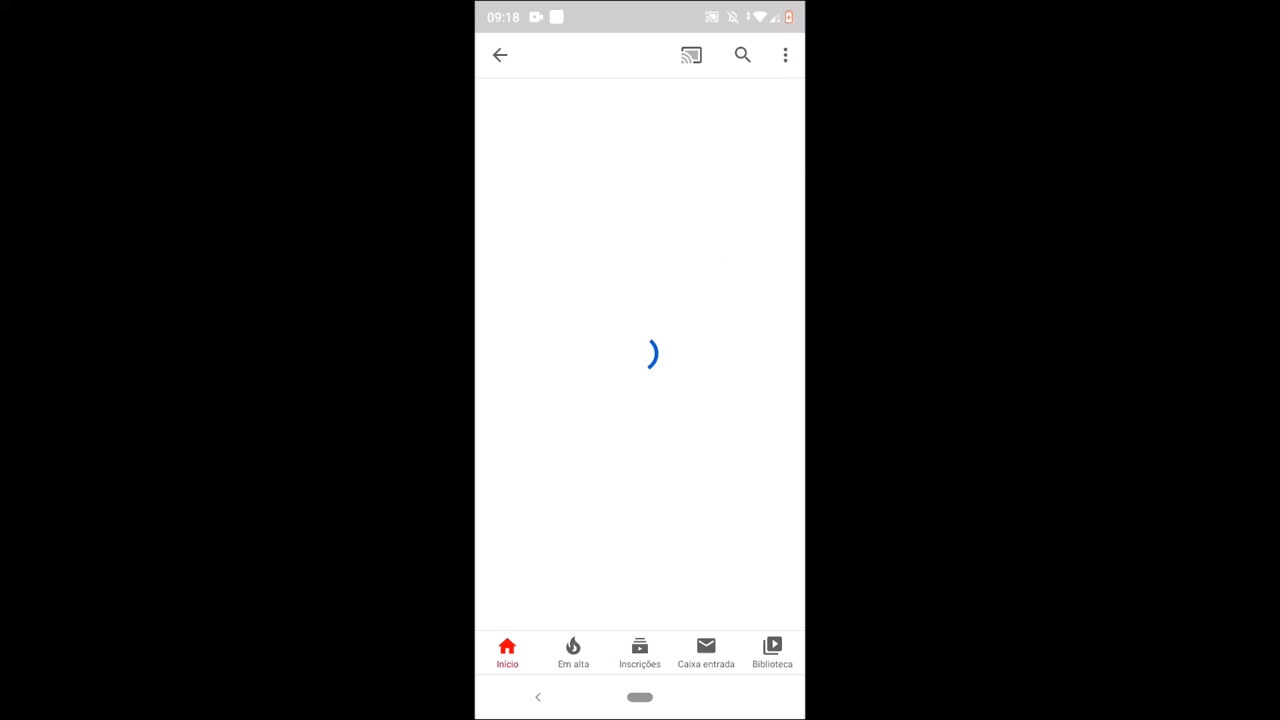 09:18
Início
Em alta
Inscrições
Caixa entrada
Biblioteca